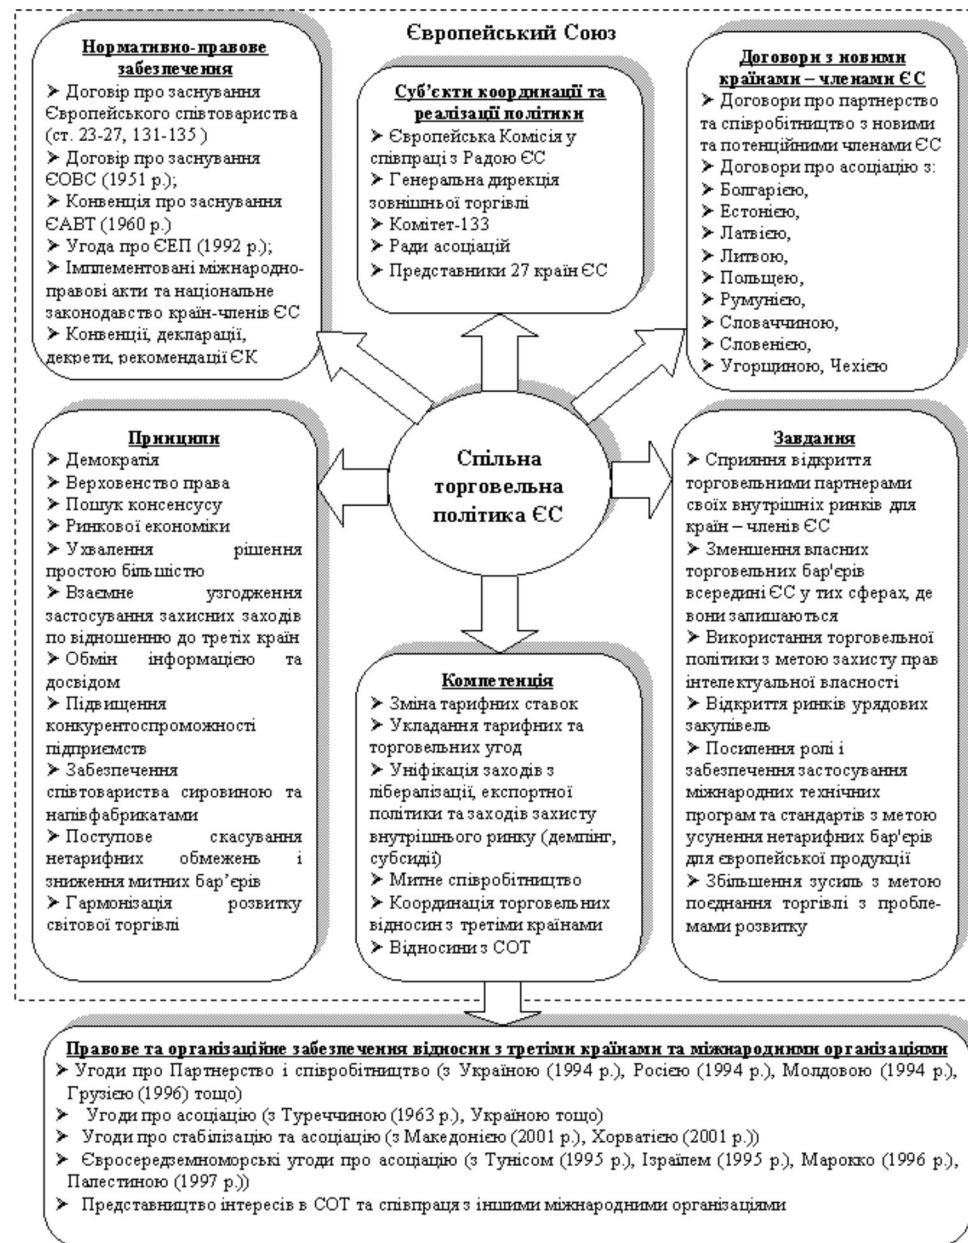 Європейський Союз
Нормативно-правове
забезпечення
➤ Договір про заснування
Європейського співтовариства
(ст. 23-27, 131-135 )
➤ Договір про заснування
ЄОВС (1951 р.);
➤ Конвенція про заснування
ЄАВТ (1960 р.)
➤ Угода про ЄЕП (1992 р.);
➤ Імплементовані міжнародно-
правові акти та національне
законодавство країн-членів ЄС
➤ Конвенції, декларації,
декрети, рекомендації ЄК
Суб’єкти координації та
реалізації політики
➤ Європейська Комісія у
співпраці з Радою ЄС
➤ Генеральна дирекція
зовнішньої торгівлі
➤ Комітет-133
➤ Ради асоціацій
➤ Представники 27 країн ЄС
Договори з новими
країнами – членами ЄС
➤ Договори про партнерство
та співробітництво з новими
та потенційними членами ЄС
➤ Договори про асоціацію з:
➤ Болгарією,
➤ Естонією,
➤ Латвією,
➤ Литвою,
➤ Польщею,
➤ Румунією,
➤ Словаччиною,
➤ Словенією,
➤ Угорщиною, Чехією
Принципи
➤ Демократія
➤ Верховенство права
➤ Пошук консенсусу
➤ Ринкової економіки
➤ Ухвалення рішення
простою більшістю
➤ Взаємне узгодження
застосування захисних заходів
по відношенню до третіх країн
➤ Обмін інформацією та
досвідом
➤ Підвищення
конкурентоспроможності
підприємств
➤ Забезпечення
співтовариства сировиною та
напівфабрикатами
➤ Поступове скасування
нетарифних обмежень і
зниження митних бар’єрів
➤ Гармонізація розвитку
світової торгівлі
Спільна
торговельна
політика ЄС
Завдання
➤ Сприяння відкриття
торговельними партнерами
своїх внутрішніх ринків для
країн – членів ЄС
➤ Зменшення власних
торговельних бар'єрів
всередині ЄС у тих сферах, де
вони залишаються
➤ Використання торговельної
політики з метою захисту прав
інтелектуальної власності
➤ Відкриття ринків урядових
закупівель
➤ Посилення ролі і
забезпечення застосування
міжнародних технічних
програм та стандартів з метою
усунення нетарифних бар'єрів
для європейської продукції
➤ Збільшення зусиль з метою
поєднання торгівлі з пробле-
мами розвитку
Компетенція
➤ Зміна тарифних ставок
➤ Укладання тарифних та
торговельних угод
➤ Уніфікація заходів з
лібералізації, експортної
політики та заходів захисту
внутрішнього ринку (демпінг,
субсидії)
➤ Митне співробітництво
➤ Координація торговельних
відносин з третіми країнами
➤ Відносини з СОТ
Правове та організаційне забезпечення відносин з третіми країнами та міжнародними організаціями
➤ Угоди про Партнерство і співробітництво (з Україною (1994 р.), Росією (1994 р.), Молдовою (1994 р.),
Грузією (1996) тощо)
➤ Угоди про асоціацію (з Туреччиною (1963 р.), Україною тощо)
➤ Угоди про стабілізацію та асоціацію (з Македонією (2001 р.), Хорватією (2001 р.))
➤ Євросередземноморські угоди про асоціацію (з Тунісом (1995 р.), Ізраїлем (1995 р.), Марокко (1996 р.),
Палестиною (1997 р.))
➤ Представництво інтересів в СОТ та співпраця з іншими міжнародними організаціями